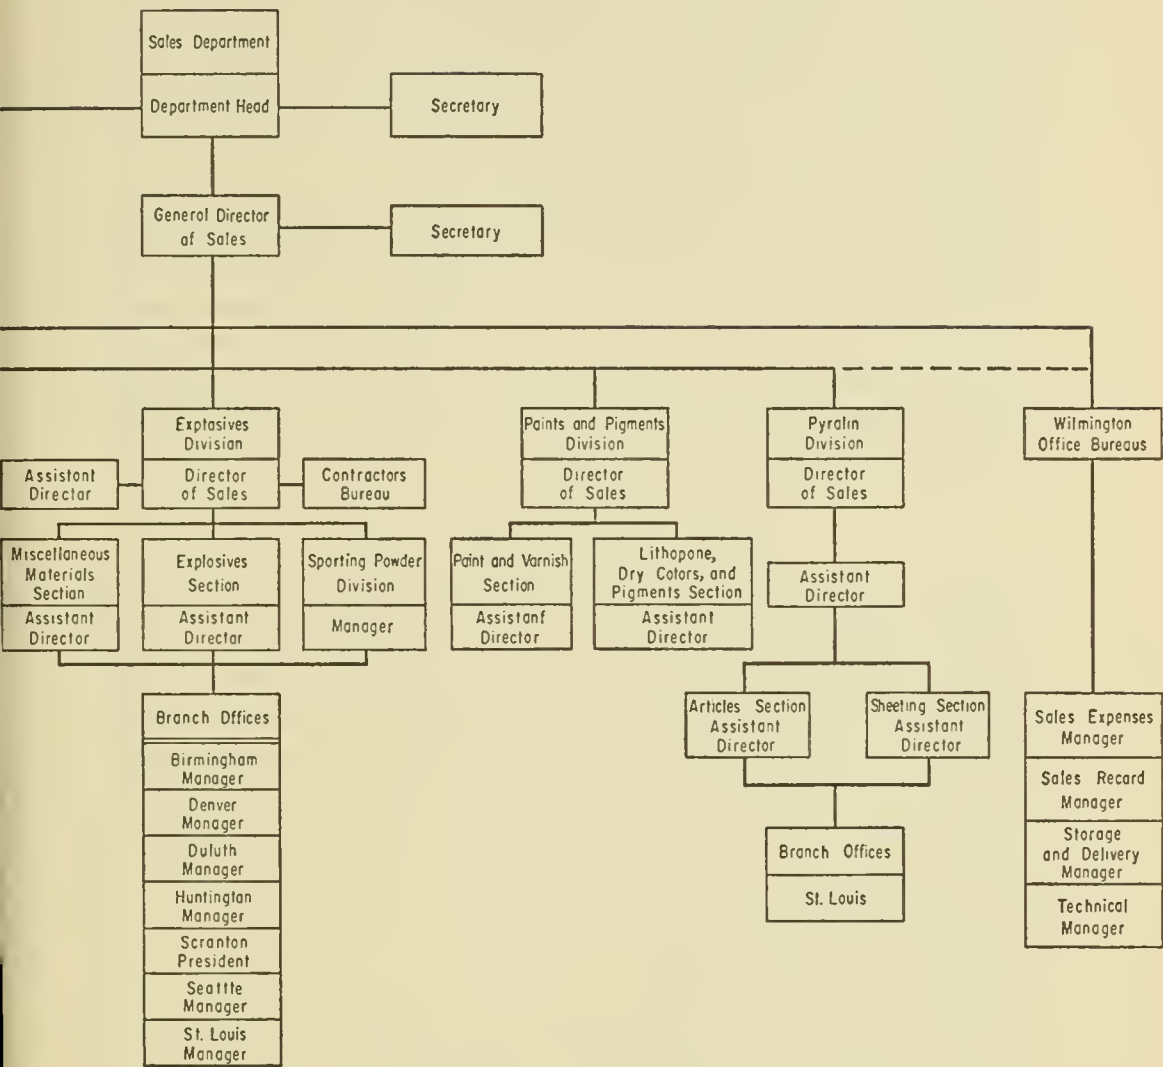 Sales Department
Department Head
Secretary
General Director
of Sales
Secretary
Explosives
Division
Director
of Sales
Assistant
Director
Contractors
Bureau
Miscellaneous
Materials
Section
Assistant
Director
Explosives
Section
Assistant
Director
Sporting Powder
Division
Manager
Branch Offices
Birmingham
Manager
Denver
Manager
Duluth
Manager
Huntington
Manager
Scranton
President
Seattle
Manager
St. Louis
Manager
Paints and Pigments
Division
Director
of Sales
Paint and Varnish
Section
Assistant
Director
Lithopone,
Dry Colors, and
Pigments Section
Assistant
Director
Pyralin
Division
Director
of Sales
Assistant
Director
Articles Section
Assistant
Director
Sheeting Section
Assistant
Director
Branch Offices
St. Louis
Wilmington
Office Bureaus
Sales Expenses
Manager
Sales Record
Manager
Storage
and Delivery
Manager
Technical
Manager